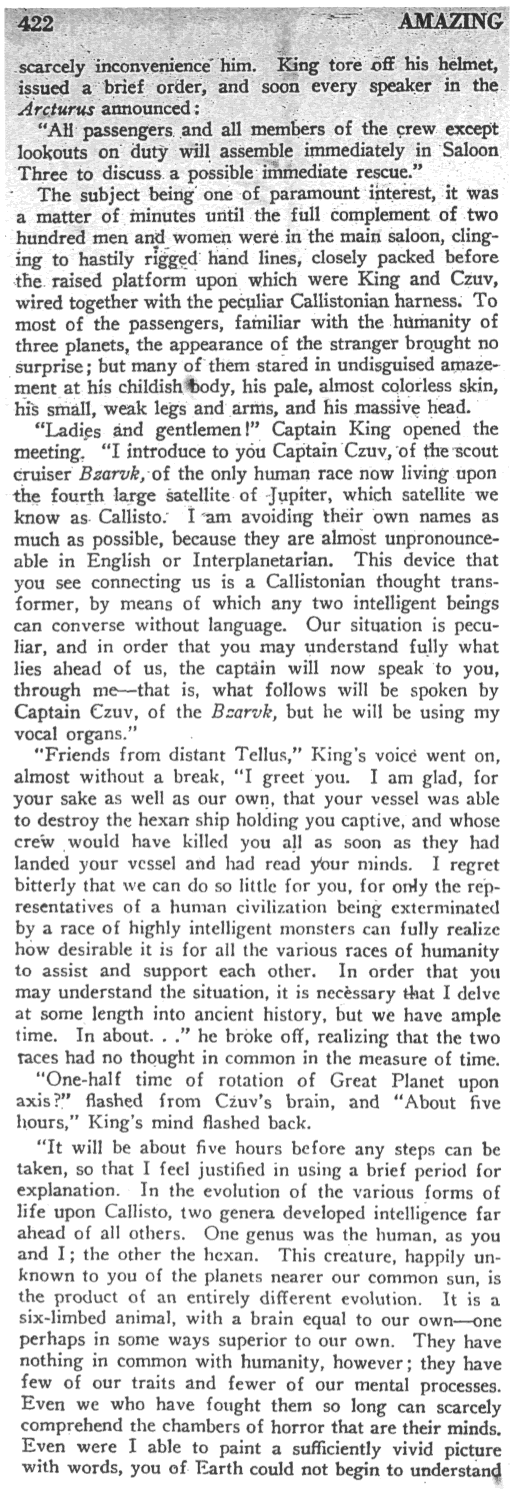 422 AMAZING
scarcely inconvenience him. King tore off his helmet,
issued a brief order, and soon every speaker in the
Arcturus announced:
"All passengers and all members of the crew except
lookouts on duty will assemble immediately in Saloon
Three to discuss a possible immediate rescue."
The subject being one of paramount interest, it was
a matter of minutes until the full complement of two
hundred men and women were in the main saloon, cling-
ing to hastily rigged hand lines, closely packed before
the raised platform upon which were King and Czuv,
wired together with the peculiar Callistonian harness. To
most of the passengers, familiar with the humanity of
three planets, the appearance of the stranger brought no
surprise; but many of them stared in undisguised amaze-
ment at his childish body, his pale, almost colorless skin,
his small, weak legs and arms, and his massive head.
"Ladies and gentlemen!" Captain King opened the
meeting. "I introduce to you Captain Czuv, of the scout
cruiser Bzarvk, of the only human race now living upon
the fourth large satellite of Jupiter, which satellite we
know as Callisto. I am avoiding their own names as
much as possible, because they are almost unpronounce-
able in English or Interplanetarian. This device that
you see connecting us is a Callistonian thought trans-
former, by means of which any two intelligent beings
can converse without language. Our situation is pecu-
liar, and in order that you may understand fully what
lies ahead of us, the captain will now speak to you,
through me—that is, what follows will be spoken by
Captain Czuv, of the Bzarvk, but he will be using my
vocal organs."
"Friends from distant Tellus," King's voice went on,
almost without a break, "I greet you. I am glad, for
your sake as well as our own, that your vessel was able
to destroy the hexan ship holding you captive, and whose
crew would have killed you all as soon as they had
landed your vessel and had read your minds. I regret
bitterly that we can do so little for you, for only the rep-
resentatives of a human civilization being exterminated
by a race of highly intelligent monsters can fully realize
how desirable it is for all the various races of humanity
to assist and support each other. In order that you
may understand the situation, it is necessary that I delve
at some length into ancient history, but we have ample
time. In about. . ." he broke off, realizing that the two
races had no thought in common in the measure of time.
"One-half time of rotation of Great Planet upon
axis?" flashed from Czuv's brain, and "About five
hours," King's mind flashed back.
"It will be about five hours before any steps can be
taken, so that I feel justified in using a brief period for
explanation. In the evolution of the various forms of
life upon Callisto, two genera developed intelligence far
ahead of all others. One genus was the human, as you
and I; the other the hexan. This creature, happily un-
known to you of the planets nearer our common sun, is
the product of an entirely different evolution. It is a
six-limbed animal, with a brain equal to our own—one
perhaps in some ways superior to our own. They have
nothing in common with humanity, however; they have
few of our traits and fewer of our mental processes.
Even we who have fought them so long can scarcely
comprehend the chambers of horror that are their minds.
Even were I able to paint a sufficiently vivid picture
with words, you of Earth could not begin to understand